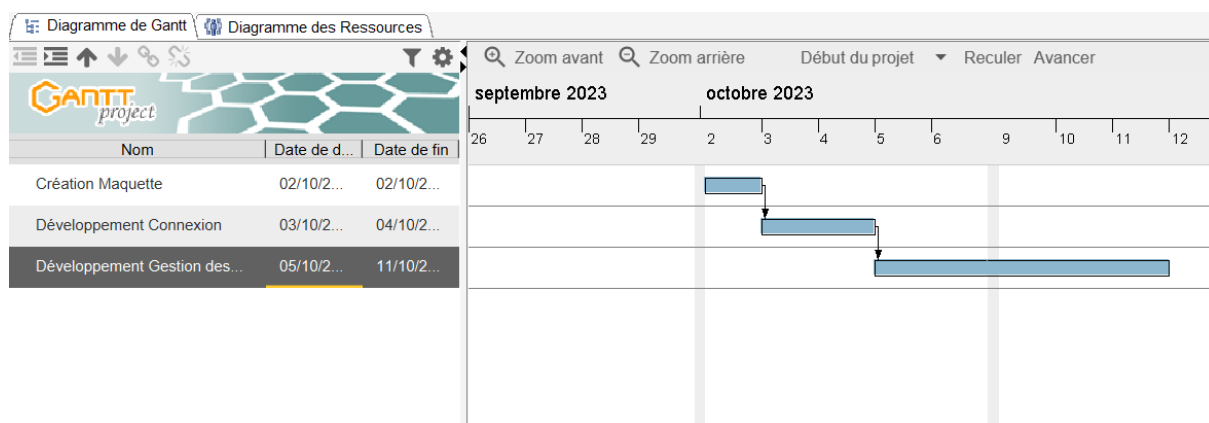 Diagramme de Gantt Diagramme des Ressources
Zoom avant Zoom arrière Début du projet Reculer Avancer
GANTT
project
septembre 2023 octobre 2023
26 27 28 29 2 3 4 5 6 9 10 11 12
Nom Date de d... Date de fin
Création Maquette 02/10/2... 02/10/2...
Développement Connexion 03/10/2... 04/10/2...
Développement Gestion des... 05/10/2... 11/10/2...